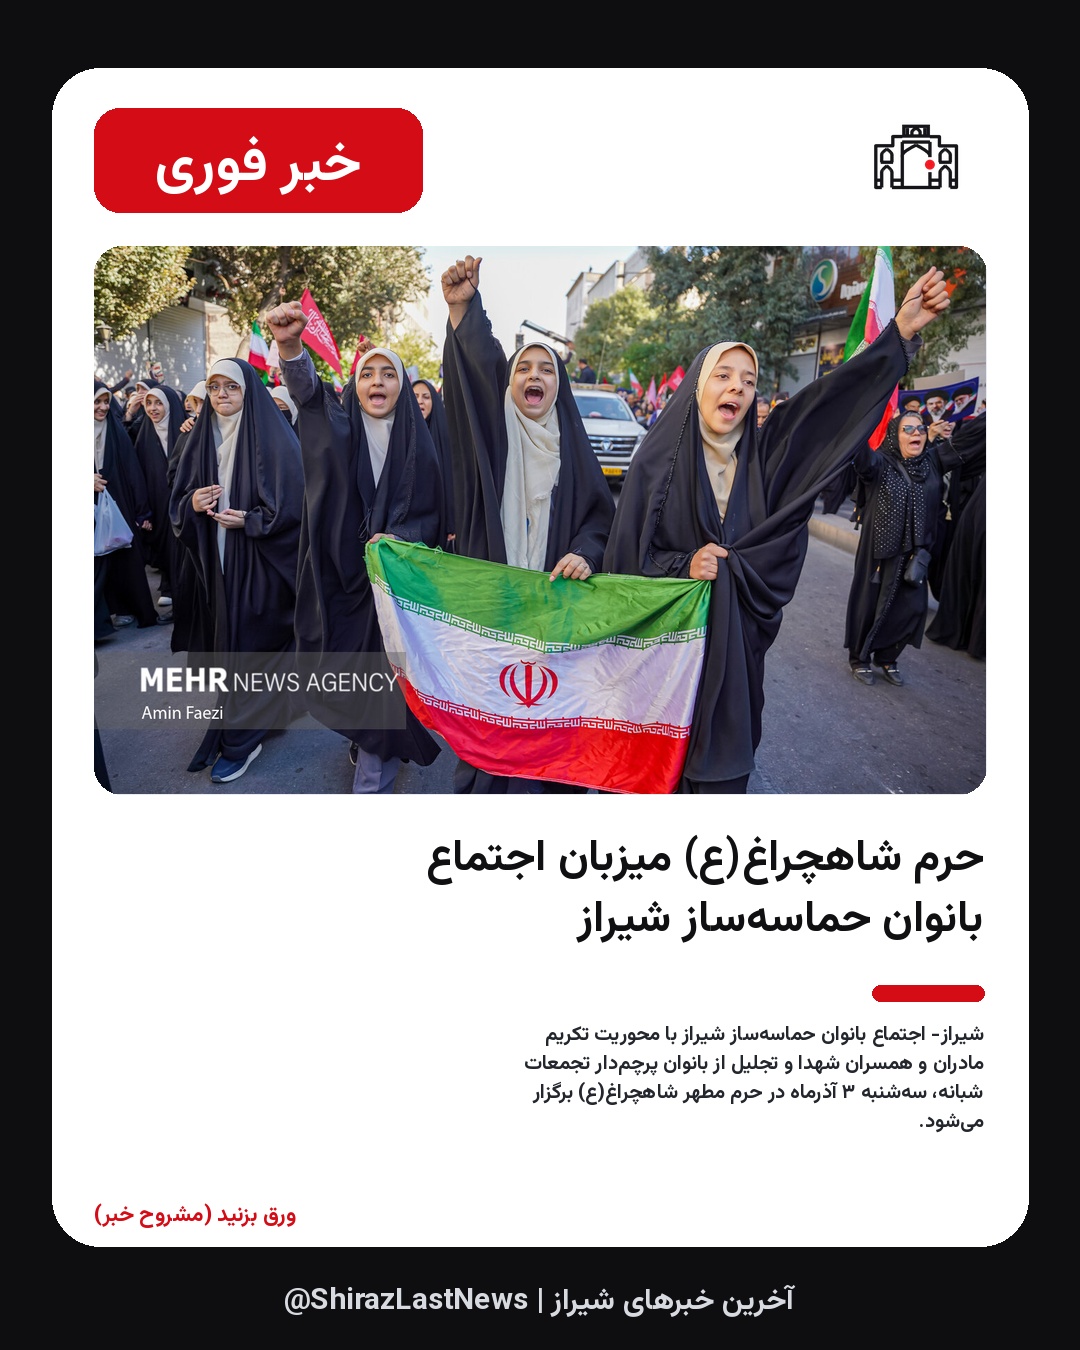 خبر فوری
MEHR NEWS AGENCY
Amin Faezi
حرم شاهچراغ(ع) میزبان اجتماع
بانوان حماسه‌ساز شیراز
شیراز- اجتماع بانوان حماسه‌ساز شیراز با محوریت تکریم
مادران و همسران شهدا و تجلیل از بانوان پرچم‌دار تجمعات
شبانه، سه‌شنبه ۳ آذرماه در حرم مطهر شاهچراغ(ع) برگزار
می‌شود.
ورق بزنید (مشروح خبر)
آخرین خبرهای شیراز | @ShirazLastNews